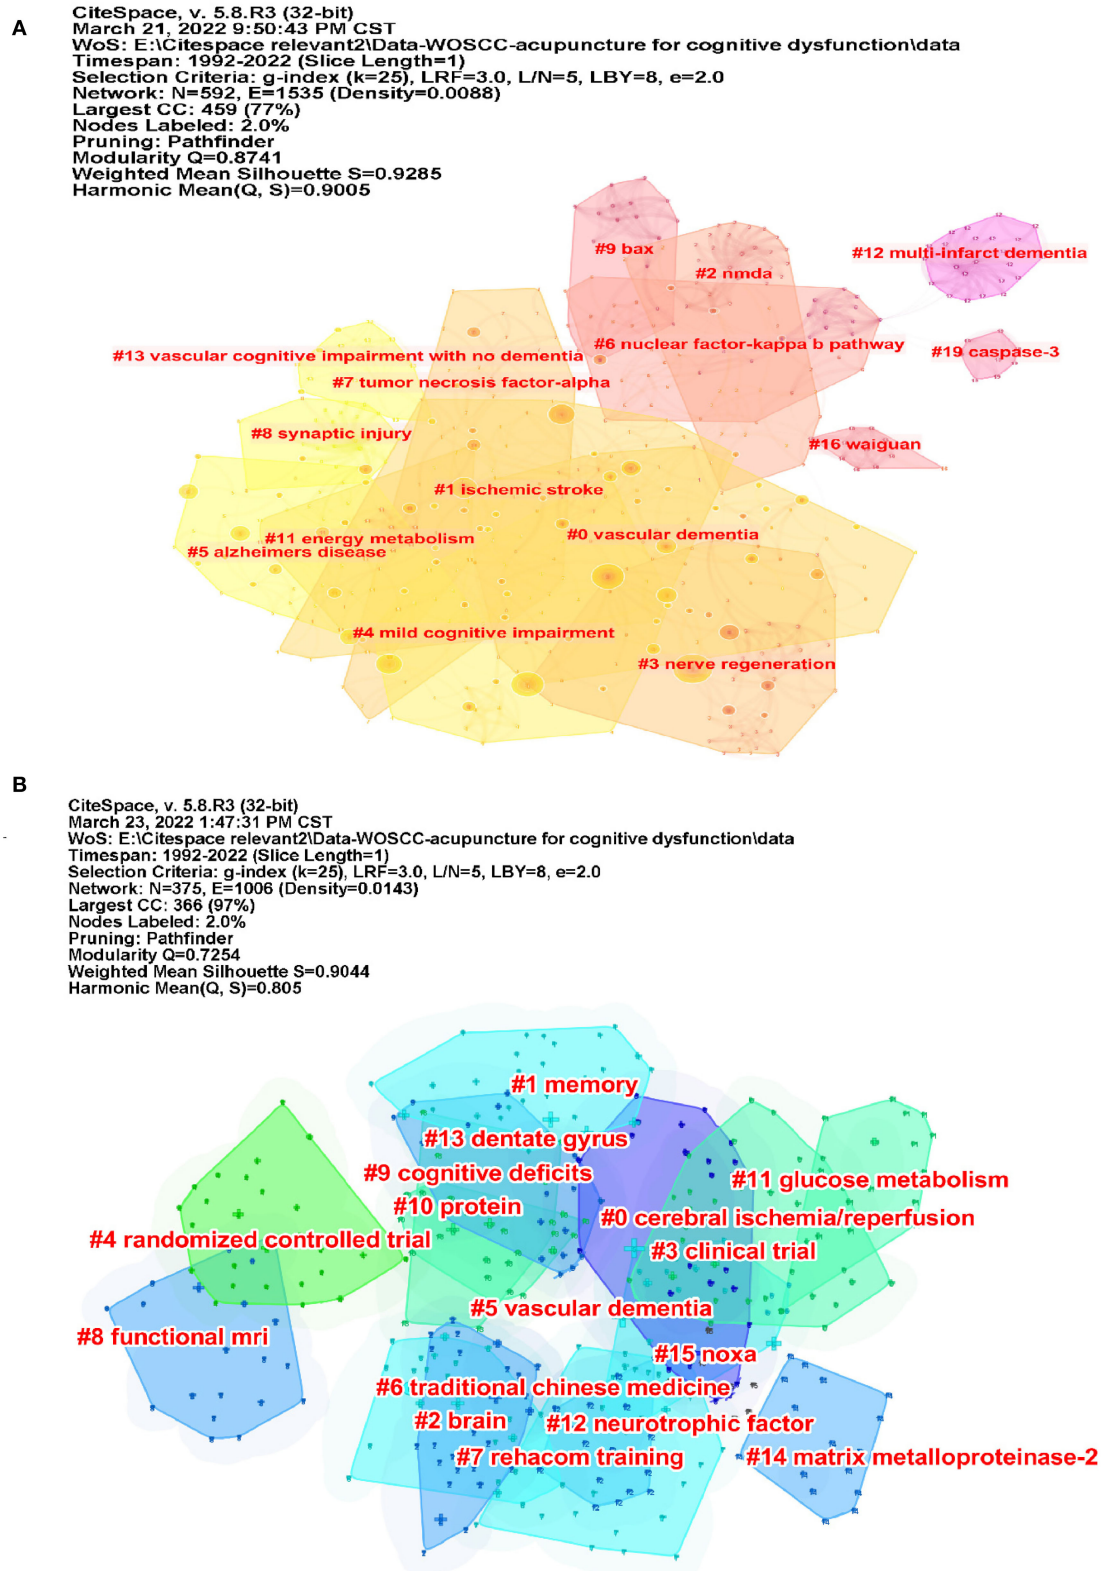 A
CiteSpace, v. 5.8.R3 (32-bit)
March 21, 2022 9:50:43 PM CST
WoS: E:\Citespace relevant2\Data-WOSCC-acupuncture for cognitive dysfunction\data
Timespan: 1992-2022 (Slice Length=1)
Selection Criteria: g-index (k=25), LRF=3.0, L/N=5, LBY=8, e=2.0
Network: N=592, E=1535 (Density=0.0088)
Largest CC: 459 (77%)
Nodes Labeled: 2.0%
Pruning: Pathfinder
Modularity Q=0.8741
Weighted Mean Silhouette S=0.9285
Harmonic Mean(Q, S)=0.9005
#9 bax
#12 multi-infarct dementia
#2 nmda
#6 nuclear factor-kappa b pathway
#19 caspase-3
#13 vascular cognitive impairment with no dementia
#7 tumor necrosis factor-alpha
#8 synaptic injury
#16 waiguan
#1 ischemic stroke
#11 energy metabolism
#0 vascular dementia
#5 alzheimers disease
#4 mild cognitive impairment
#3 nerve regeneration
B
CiteSpace, v. 5.8.R3 (32-bit)
March 23, 2022 1:47:31 PM CST
WoS: E:\Citespace relevant2\Data-WOSCC-acupuncture for cognitive dysfunction\data
Timespan: 1992-2022 (Slice Length=1)
Selection Criteria: g-index (k=25), LRF=3.0, L/N=5, LBY=8, e=2.0
Network: N=375, E=1006 (Density=0.0143)
Largest CC: 366 (97%)
Nodes Labeled: 2.0%
Pruning: Pathfinder
Modularity Q=0.7254
Weighted Mean Silhouette S=0.9044
Harmonic Mean(Q, S)=0.805
#1 memory
#13 dentate gyrus
#9 cognitive deficits
#11 glucose metabolism
#10 protein
#0 cerebral ischemia/reperfusion
#4 randomized controlled trial
#3 clinical trial
#5 vascular dementia
#8 functional mri
#15 noxa
#6 traditional chinese medicine
#2 brain
#12 neurotrophic factor
#7 rehacom training
#14 matrix metalloproteinase-2